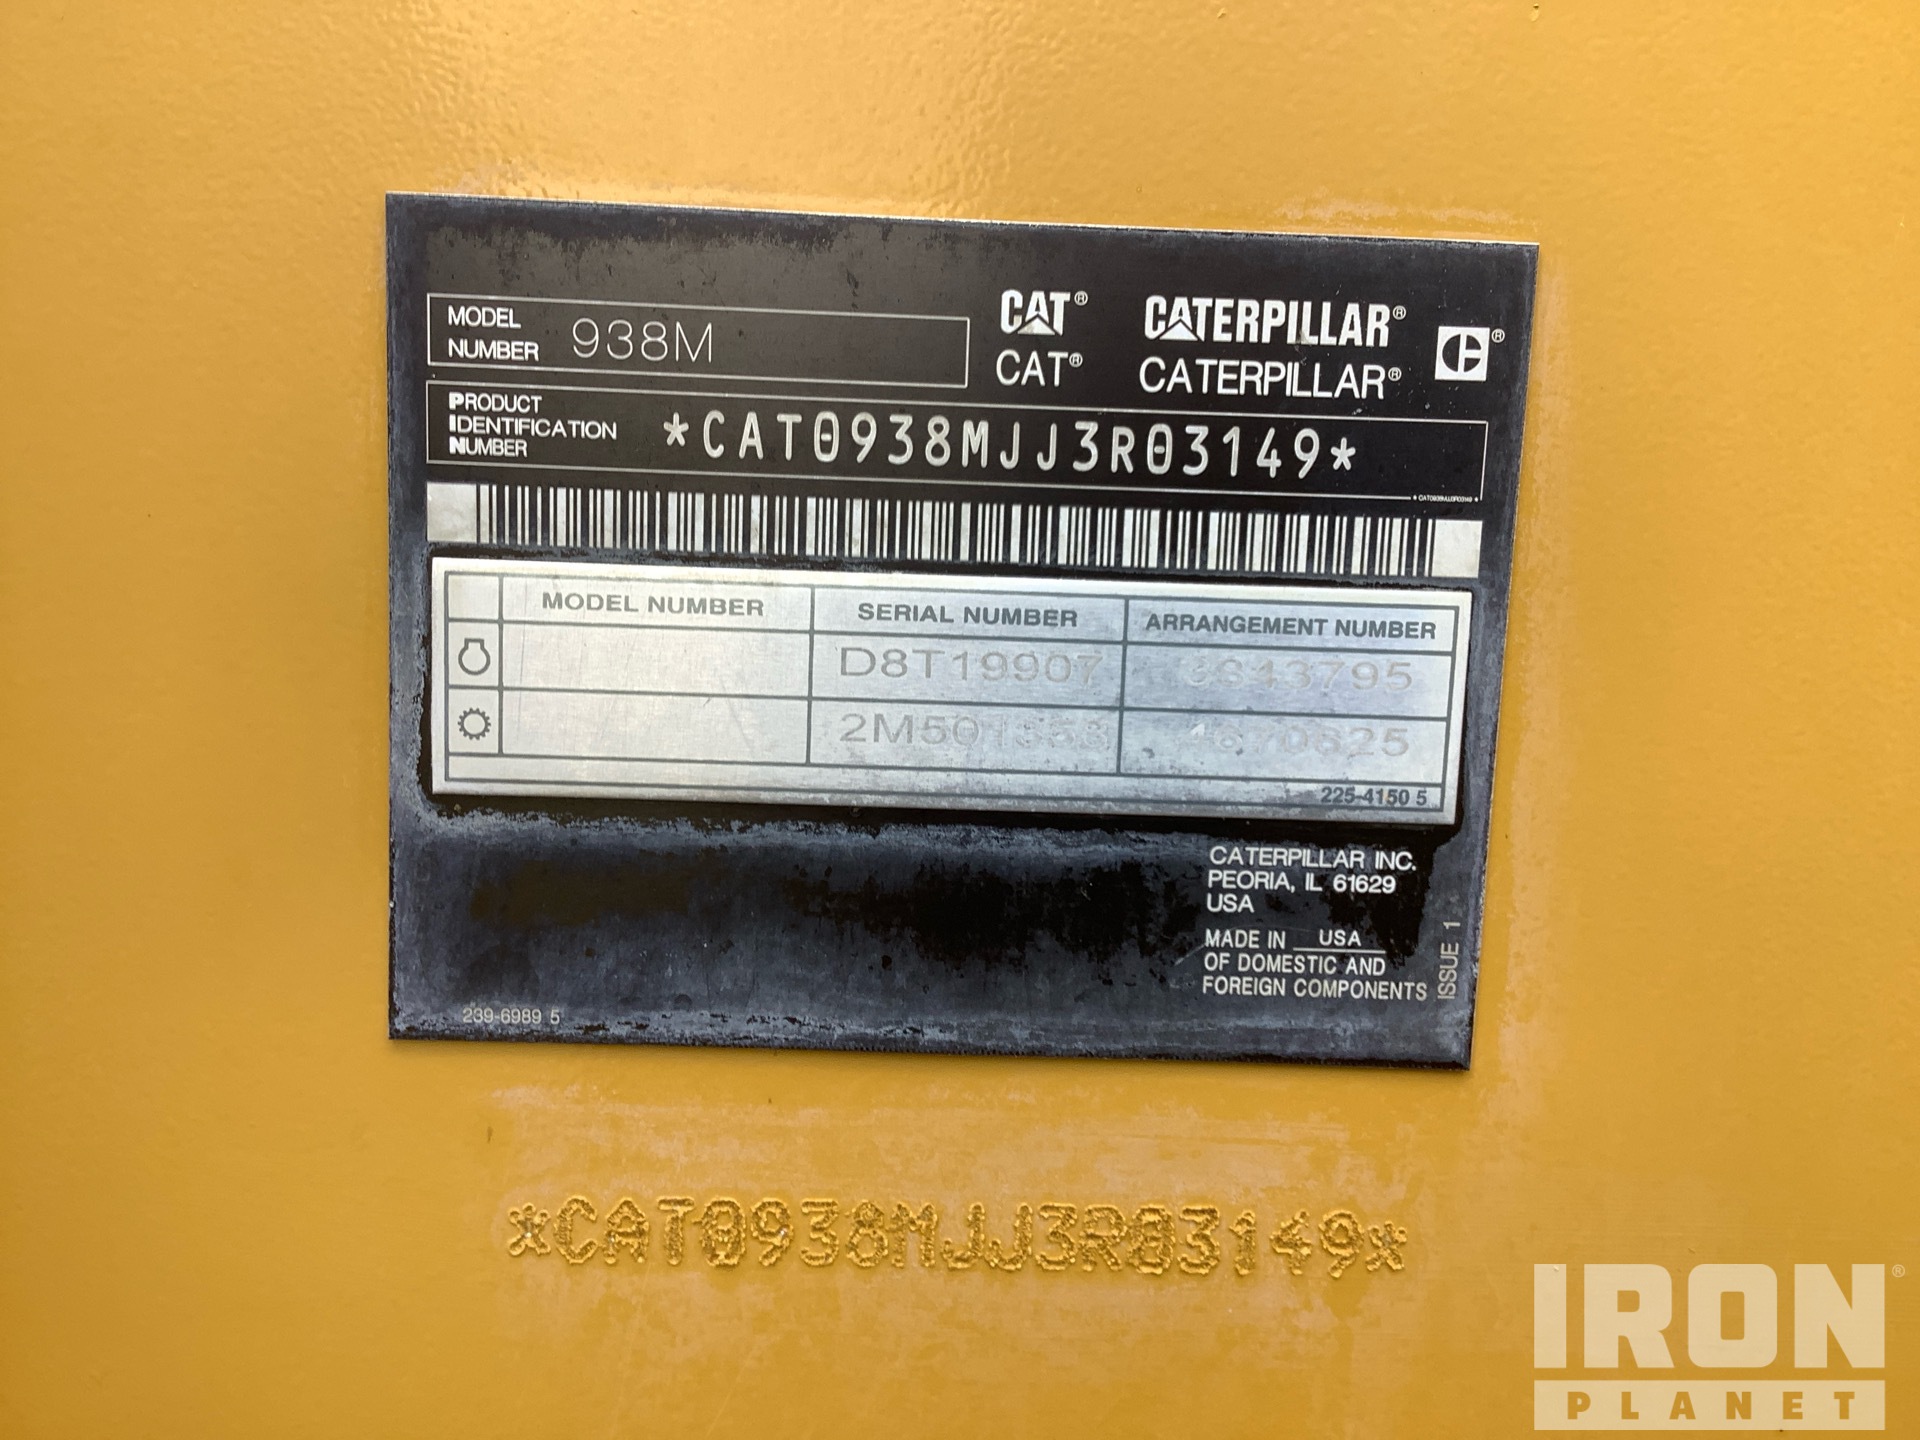 MODEL NUMBER 938M
CAT® CATERPILLAR® ®
CAT® CATERPILLAR®
PRODUCT IDENTIFICATION NUMBER *CAT0938MJJ3R03149*
*CAT0938MJJ3R03149*
MODEL NUMBER SERIAL NUMBER ARRANGEMENT NUMBER
D8T19907
225-4150 5
CATERPILLAR INC.
PEORIA, IL 61629
USA
MADE IN USA
OF DOMESTIC AND
FOREIGN COMPONENTS
ISSUE 1
239-6989 5
*CAT0938MJJ3R03149*
IRON®
PLANET